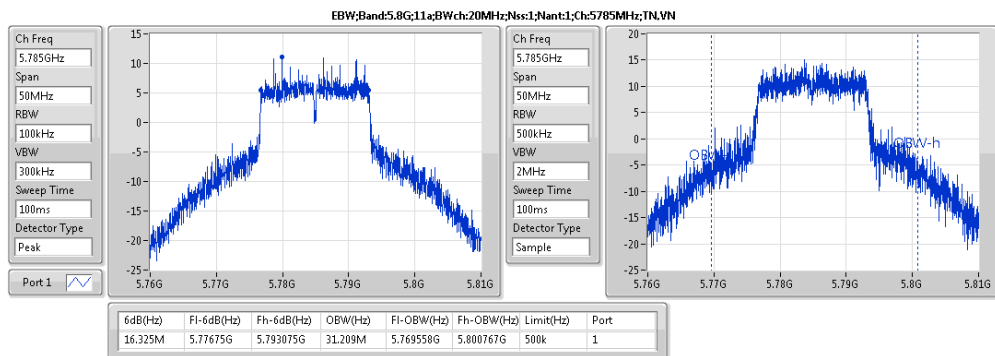 EBW;Band:5.8G;11a;BWch:20MHz;Nss:1;Nant:1;Ch:5785MHz;TN,VN
Ch Freq
5.785GHz
Span
50MHz
RBW
100kHz
VBW
300kHz
Sweep Time
100ms
Detector Type
Peak
Port 1
15
10
5
0
-5
-10
-15
-20
-25
5.76G 5.77G 5.78G 5.79G 5.8G 5.81G
Ch Freq
5.785GHz
Span
50MHz
RBW
500kHz
VBW
2MHz
Sweep Time
100ms
Detector Type
Sample
20
15
10
5
0
-5
-10
-15
-20
-25
OBW-h
5.76G 5.77G 5.78G 5.79G 5.8G 5.81G
6dB(Hz) Fl-6dB(Hz) Fh-6dB(Hz) OBW(Hz) Fl-OBW(Hz) Fh-OBW(Hz) Limit(Hz) Port
16.325M 5.77675G 5.793075G 31.209M 5.769558G 5.800767G 500k 1